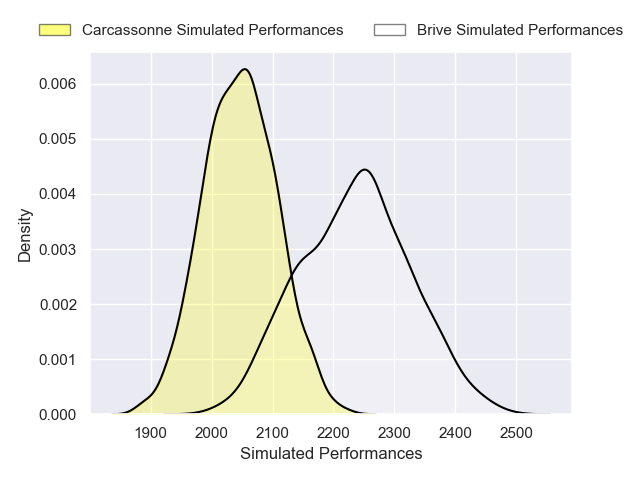 Carcassonne Simulated Performances Brive Simulated Performances
0.006
0.005
0.004
0.003
0.002
0.001
0.000
Density
1900 2000 2100 2200 2300 2400 2500
Simulated Performances